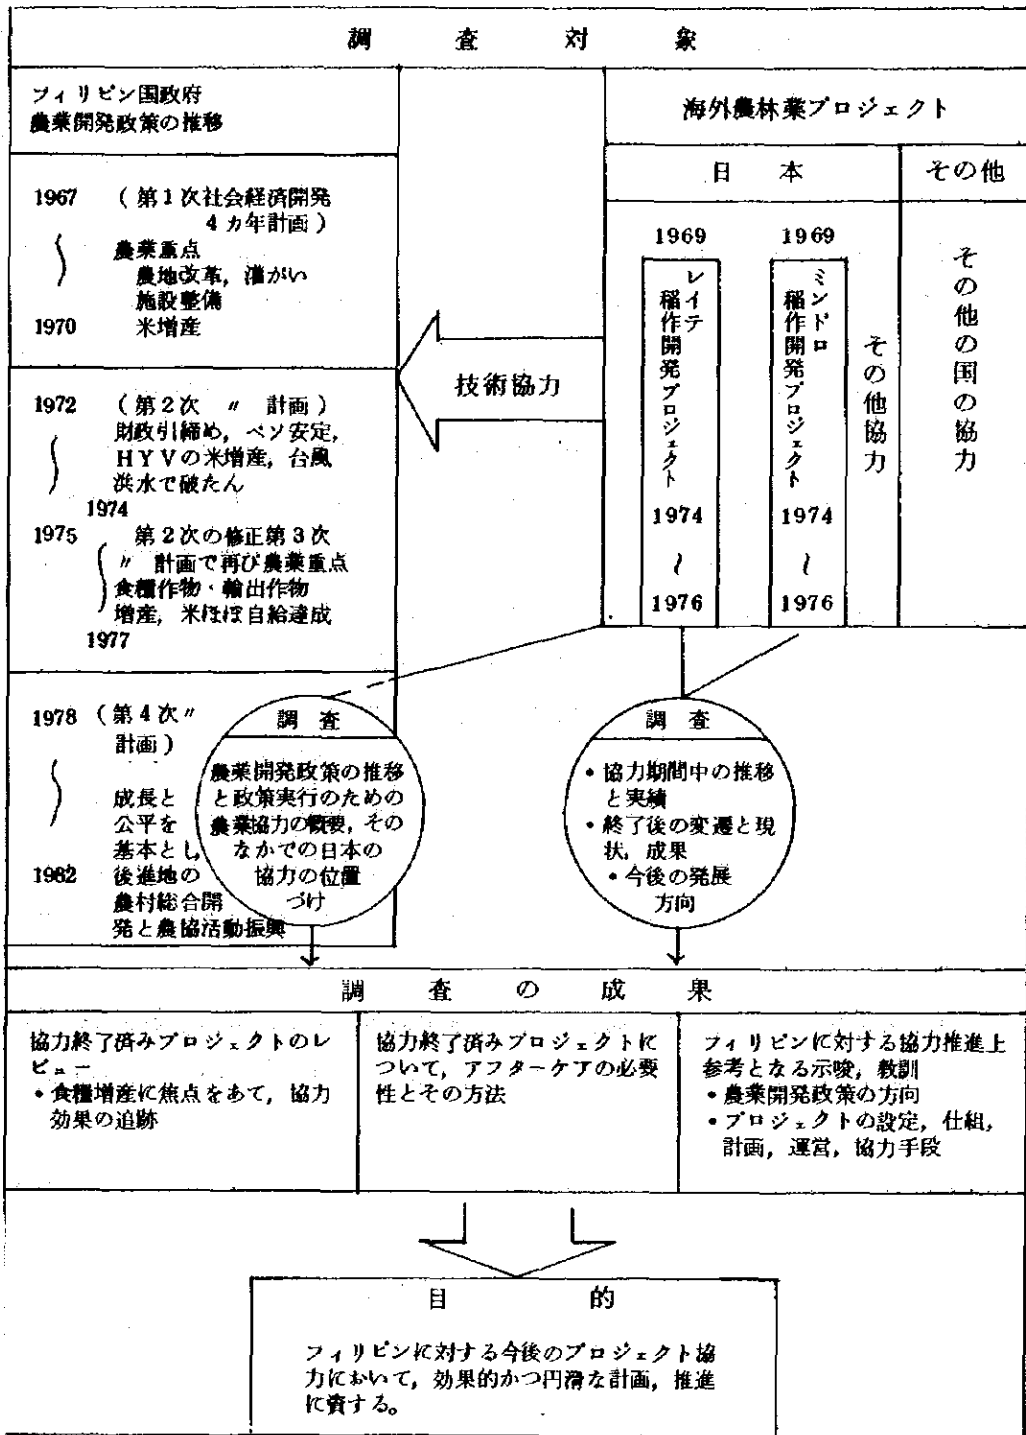 調査対象
フィリピン国政府
農業開発政策の推移
海外農林業プロジェクト
日本
その他
1967 (第1次社会経済開発
4カ年計画)
農業重点
農地改革,灌がい
施設整備
1970 米増産
1972 (第2次 〃 計画)
財政引締め,ペソ安定,
HYVの米増産,台風
洪水で破たん
1974
1975 第2次の修正第3次
〃 計画で再び農業重点
食糧作物・輸出作物
増産,米ほぼ自給達成
1977
1978 (第4次〃
計画)
成長と
公平を
基本とし,
1982 後進地の
農村総合開
発と農協活動振興
技術協力
1969
レイテ
稲作開発プロジェクト
1974
〜
1976
1969
ミンドロ
稲作開発プロジェクト
1974
〜
1976
その他協力
その他の国の協力
調査
農業開発政策の推移
と政策実行のための
農業協力の概要,その
なかでの日本の
協力の位置
づけ
調査
・協力期間中の推移
と実績
・終了後の変遷と現
状,成果
・今後の発展
方向
調査の成果
協力終了済みプロジェクトのレ
ビュー
・食糧増産に焦点をあて,協力
効果の追跡
協力終了済みプロジェクトに
ついて,アフターケアの必要
性とその方法
フィリピンに対する協力推進上
参考となる示唆,教訓
・農業開発政策の方向
・プロジェクトの設定,仕組,
計画,運営,協力手段
目的
フィリピンに対する今後のプロジェクト協
力において,効果的かつ円滑な計画,推進
に資する。